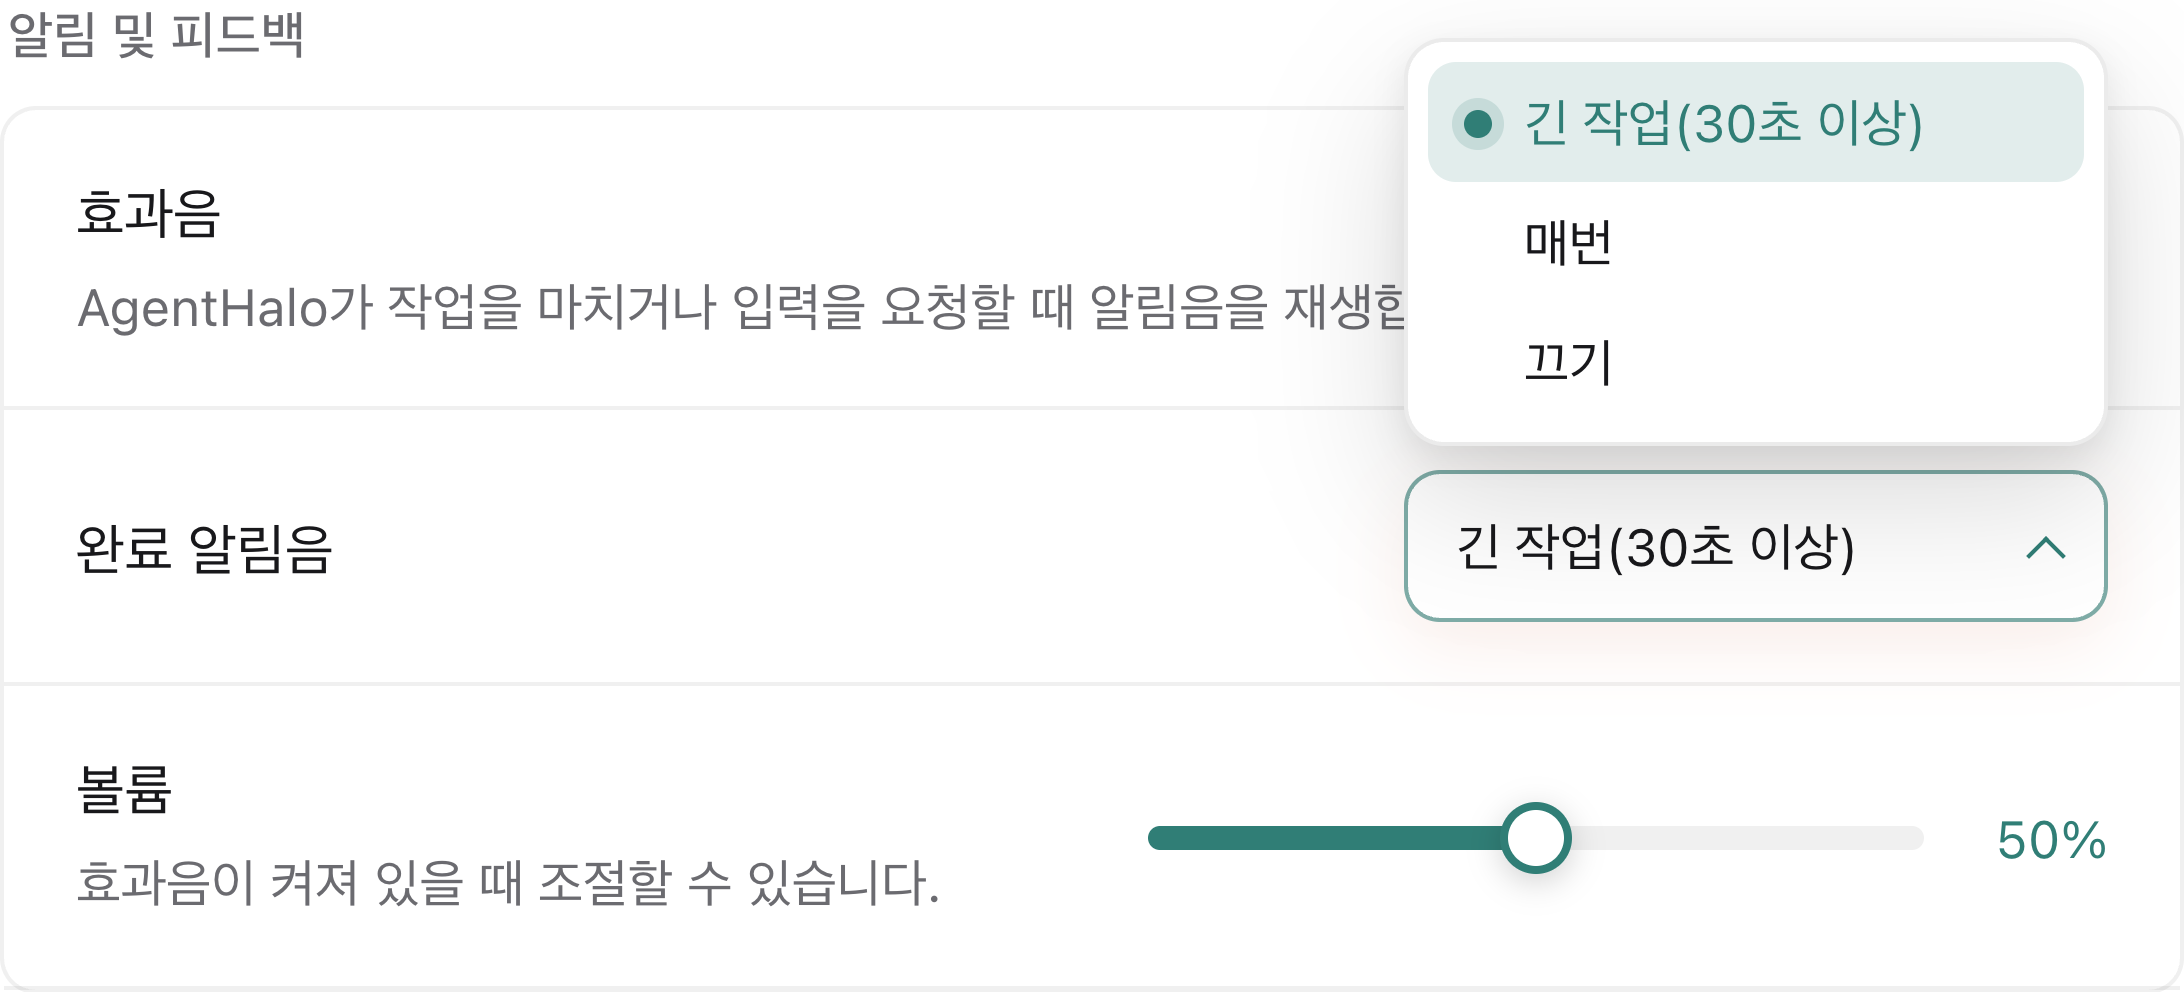 알림 및 피드백
효과음
AgentHalo가 작업을 마치거나 입력을 요청할 때 알림음을
긴 작업(30초 이상)
매번
끄기
완료 알림음
긴 작업(30초 이상)
볼륨
효과음이 켜져 있을 때 조절할 수 있습니다.
50%